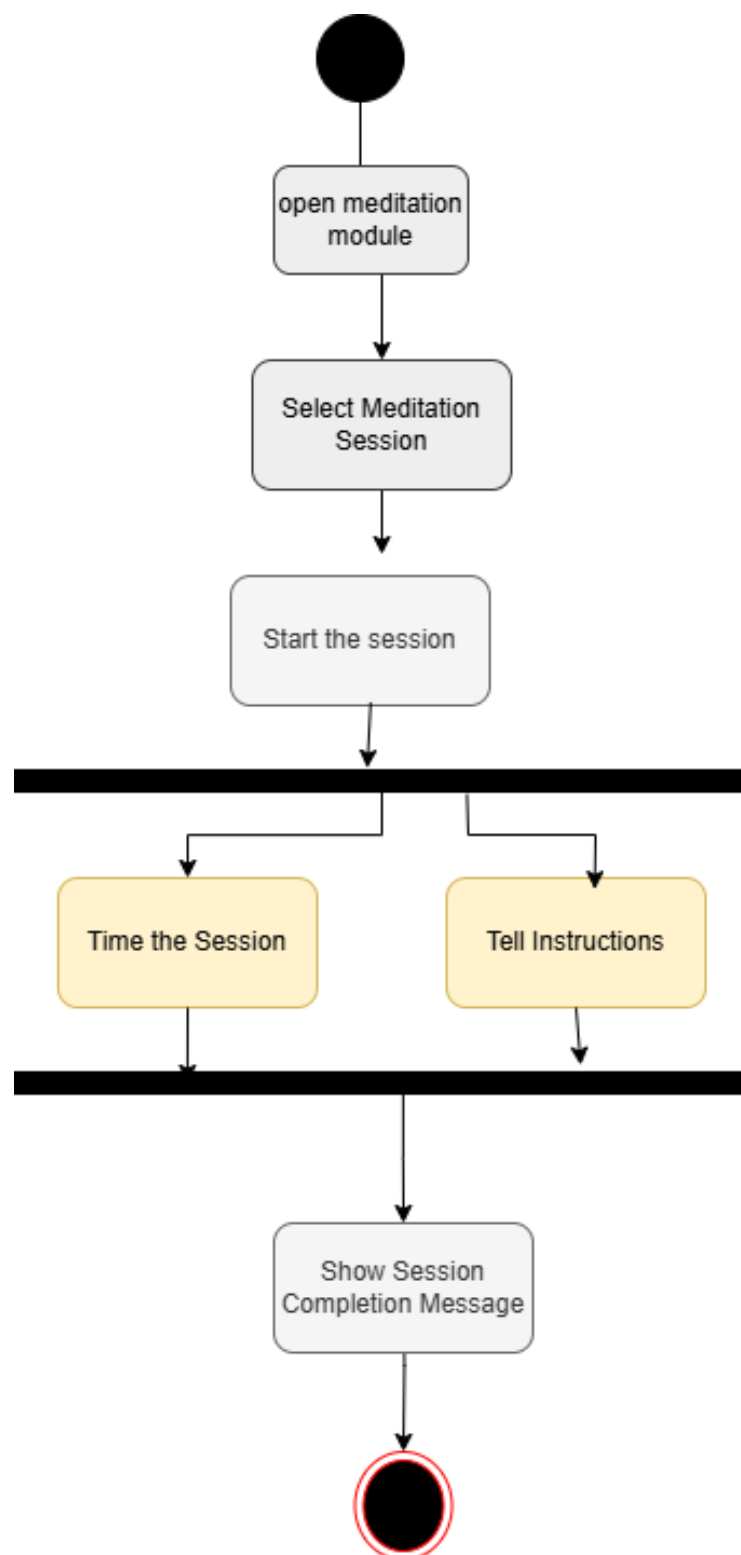 open meditation
module
Select Meditation
Session
Start the session
Time the Session
Tell Instructions
Show Session
Completion Message